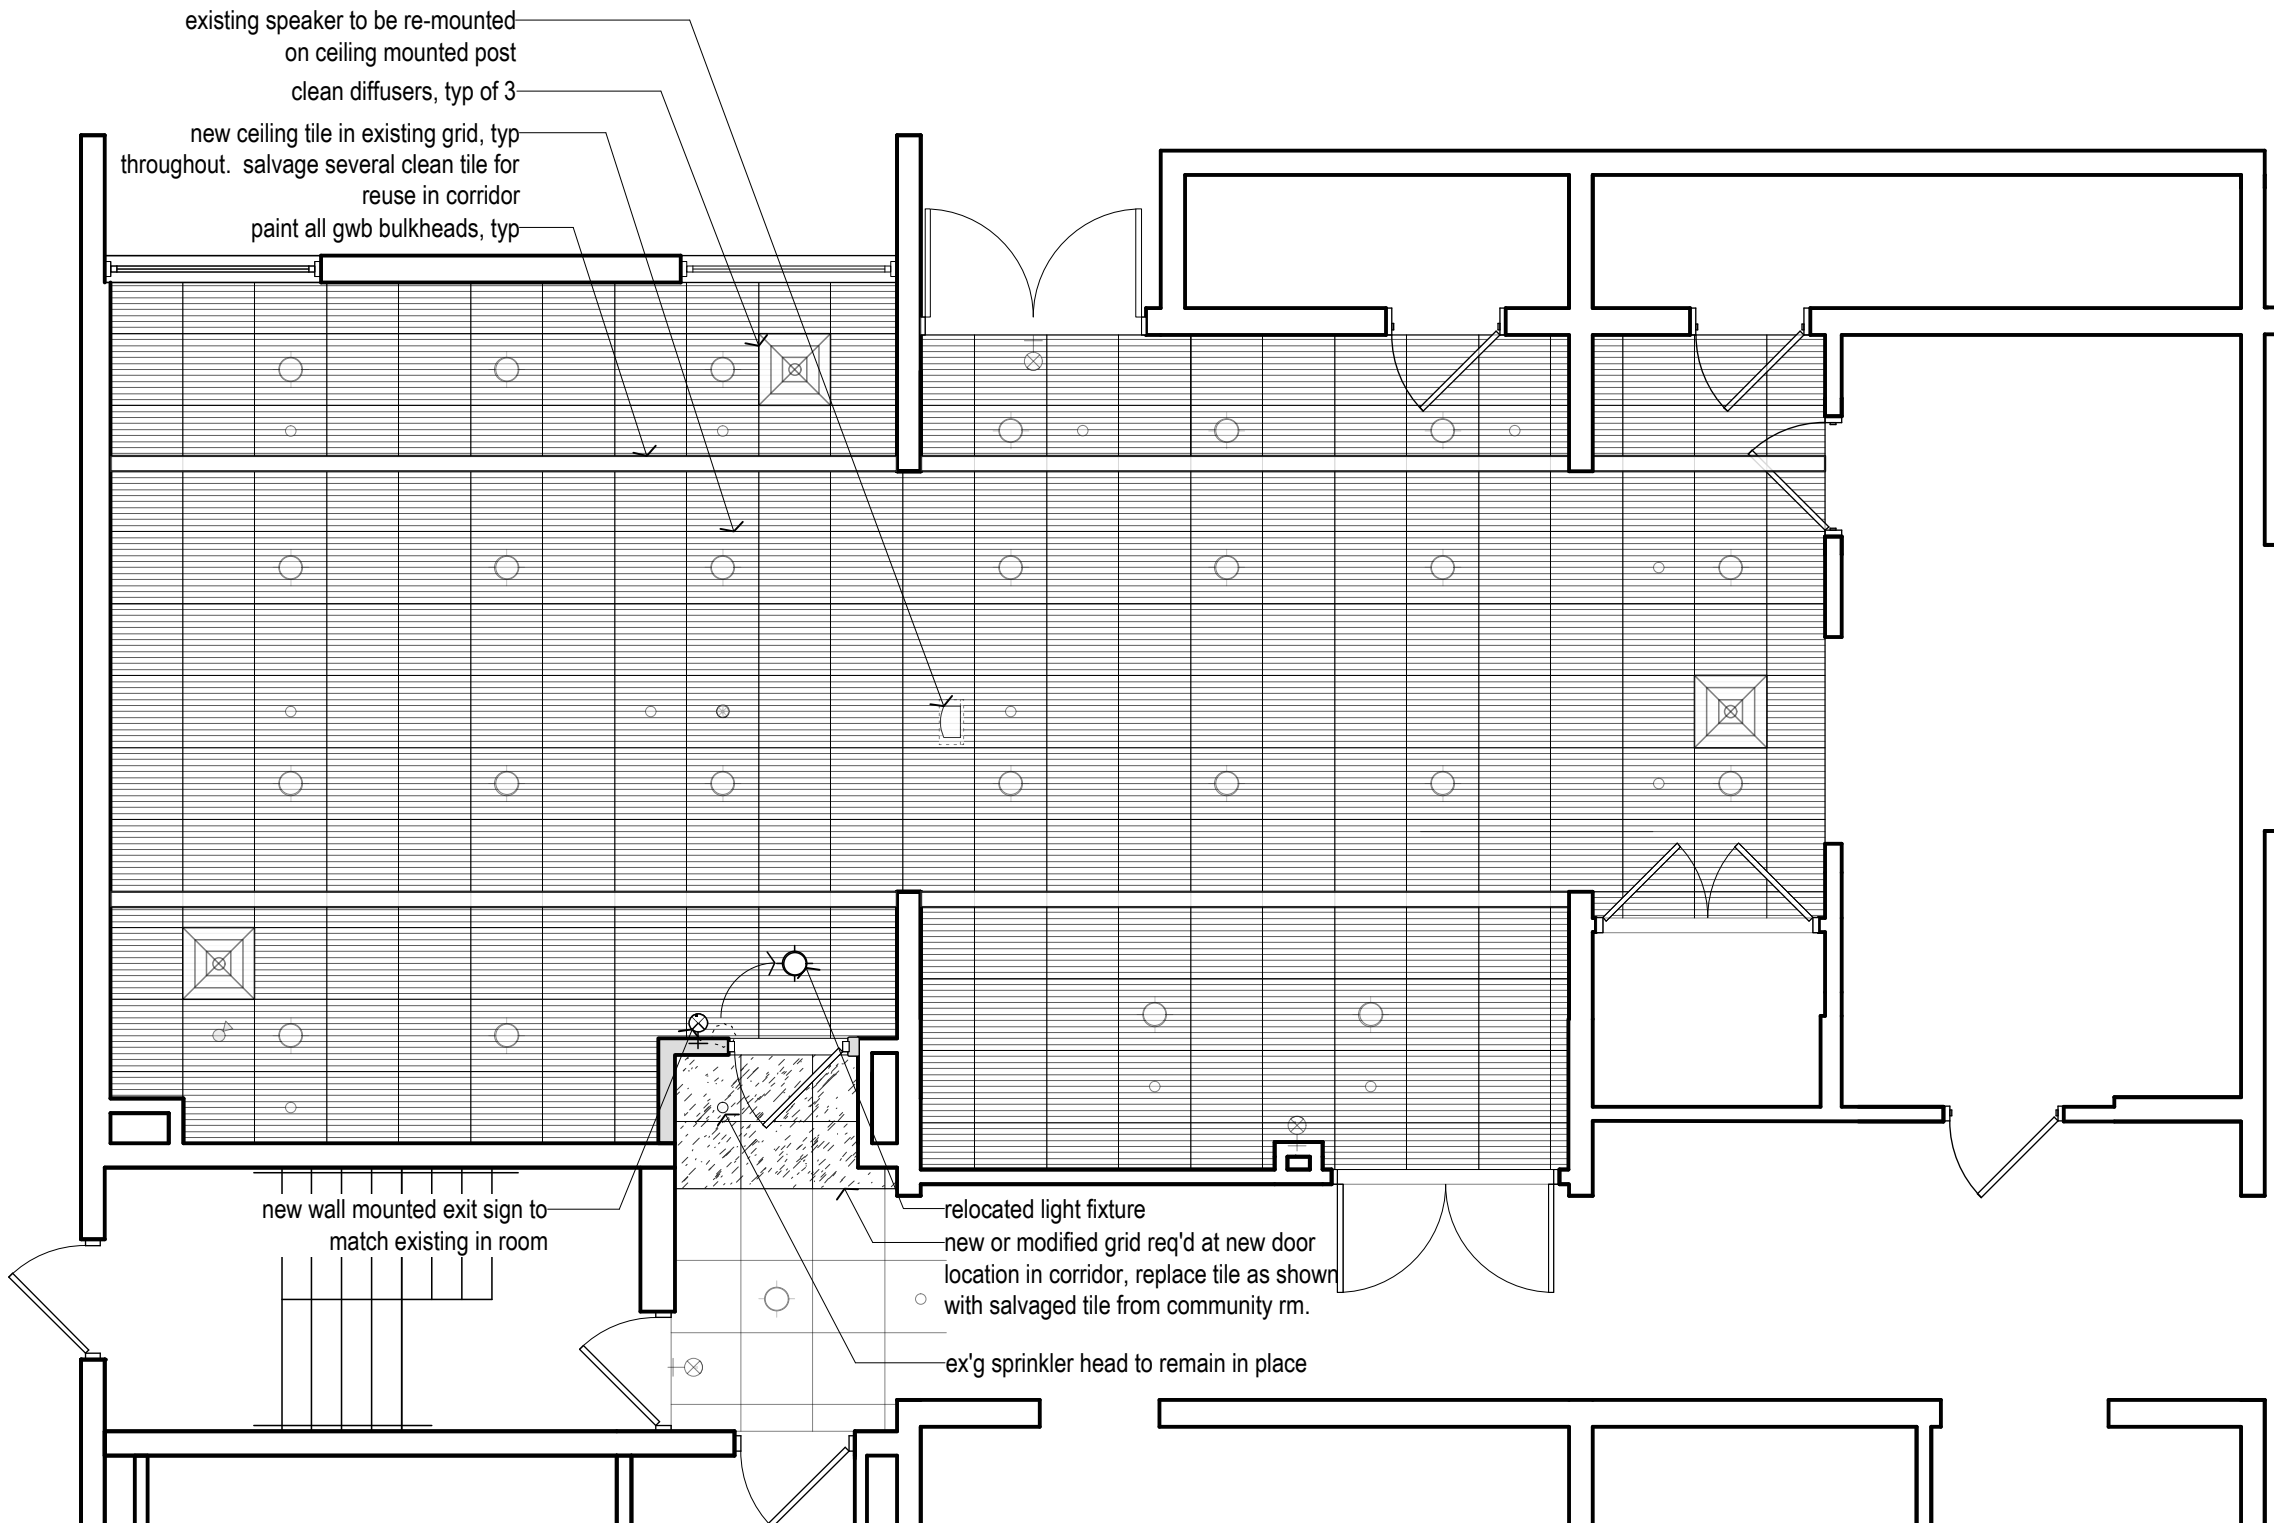 existing speaker to be re-mounted
on ceiling mounted post
clean diffusers, typ of 3
new ceiling tile in existing grid, typ
throughout.  salvage several clean tile for
reuse in corridor
paint all gwb bulkheads, typ
new wall mounted exit sign to
match existing in room
relocated light fixture
new or modified grid req'd at new door
location in corridor, replace tile as shown
with salvaged tile from community rm.
ex'g sprinkler head to remain in place